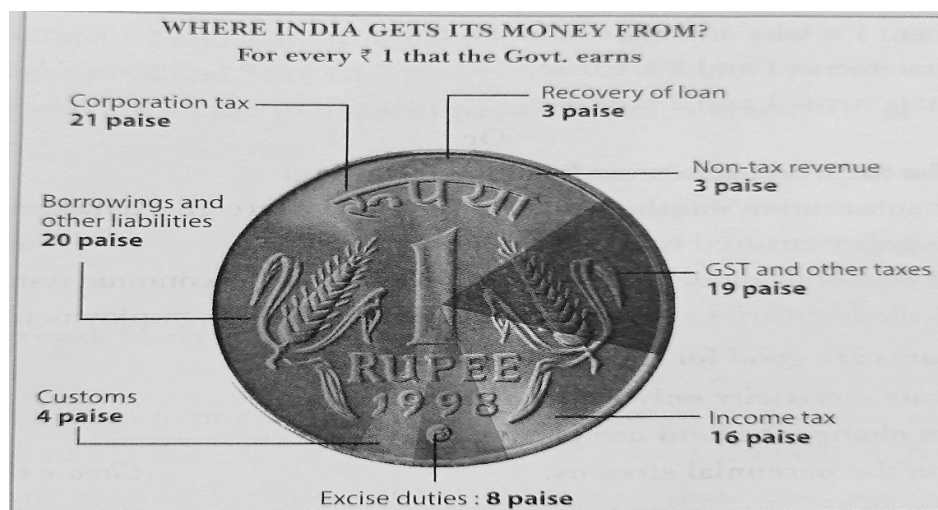 WHERE INDIA GETS ITS MONEY FROM?
For every ₹ 1 that the Govt. earns
Corporation tax
21 paise
Recovery of loan
3 paise
Non-tax revenue
3 paise
Borrowings and
other liabilities
20 paise
GST and other taxes
19 paise
Customs
4 paise
Income tax
16 paise
Excise duties : 8 paise
रूपया
1
RUPEE
1998